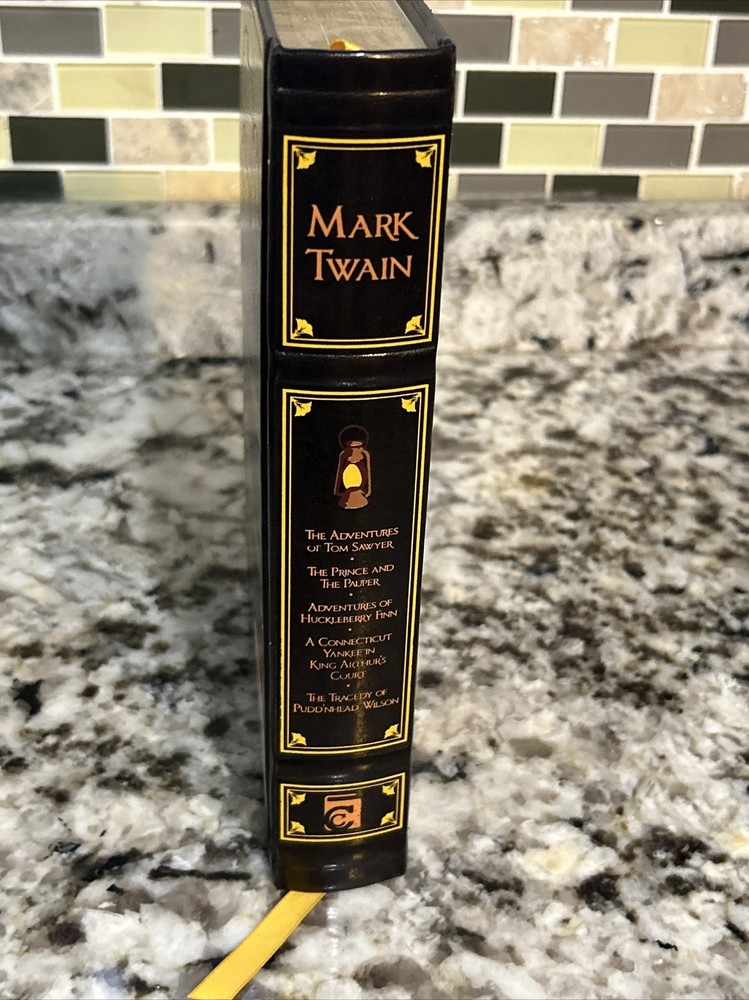 MARK
TWAIN
THE ADVENTURES
OF TOM SAWYER
THE PRINCE AND
THE PAUPER
ADVENTURES OF
HUCKLEBERRY FINN
A CONNECTICUT
YANKEE IN
KING ARTHUR'S
COURT
THE TRAGEDY OF
PUDD'NHEAD WILSON
C